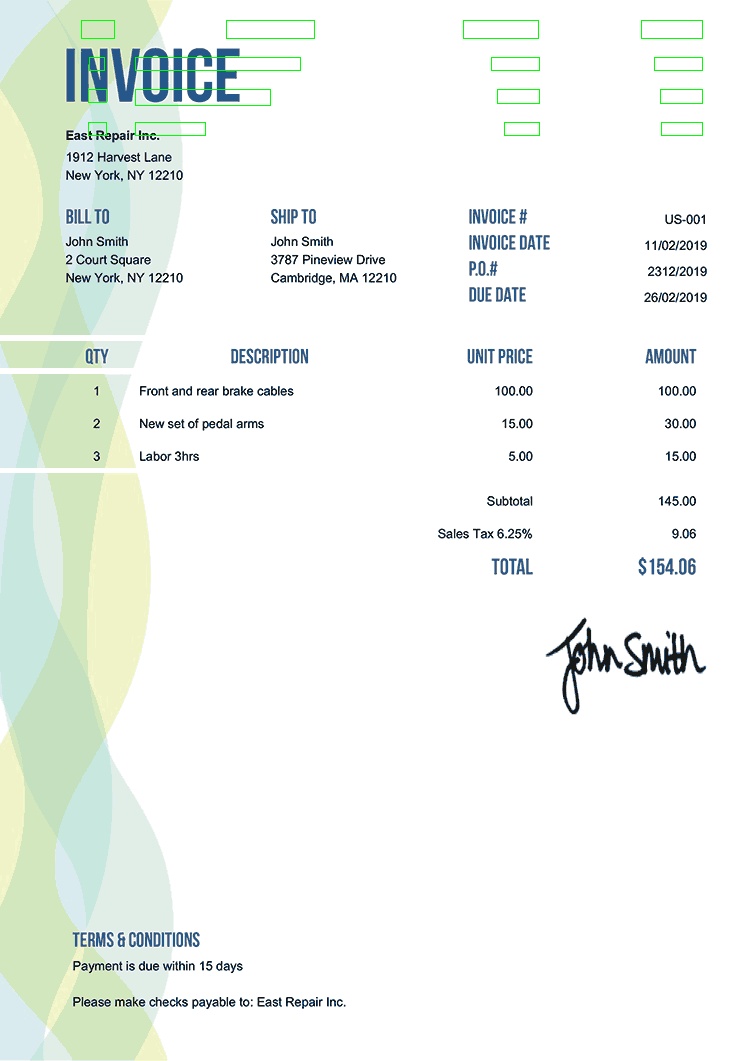 INVOICE
East Repair Inc.
1912 Harvest Lane
New York, NY 12210
BILL TO SHIP TO INVOICE # US-001
John Smith John Smith INVOICE DATE 11/02/2019
2 Court Square 3787 Pineview Drive P.O.# 2312/2019
New York, NY 12210 Cambridge, MA 12210 DUE DATE 26/02/2019
QTY DESCRIPTION UNIT PRICE AMOUNT
1 Front and rear brake cables 100.00 100.00
2 New set of pedal arms 15.00 30.00
3 Labor 3hrs 5.00 15.00
Subtotal 145.00
Sales Tax 6.25% 9.06
TOTAL $154.06
John Smith
TERMS & CONDITIONS
Payment is due within 15 days
Please make checks payable to: East Repair Inc.